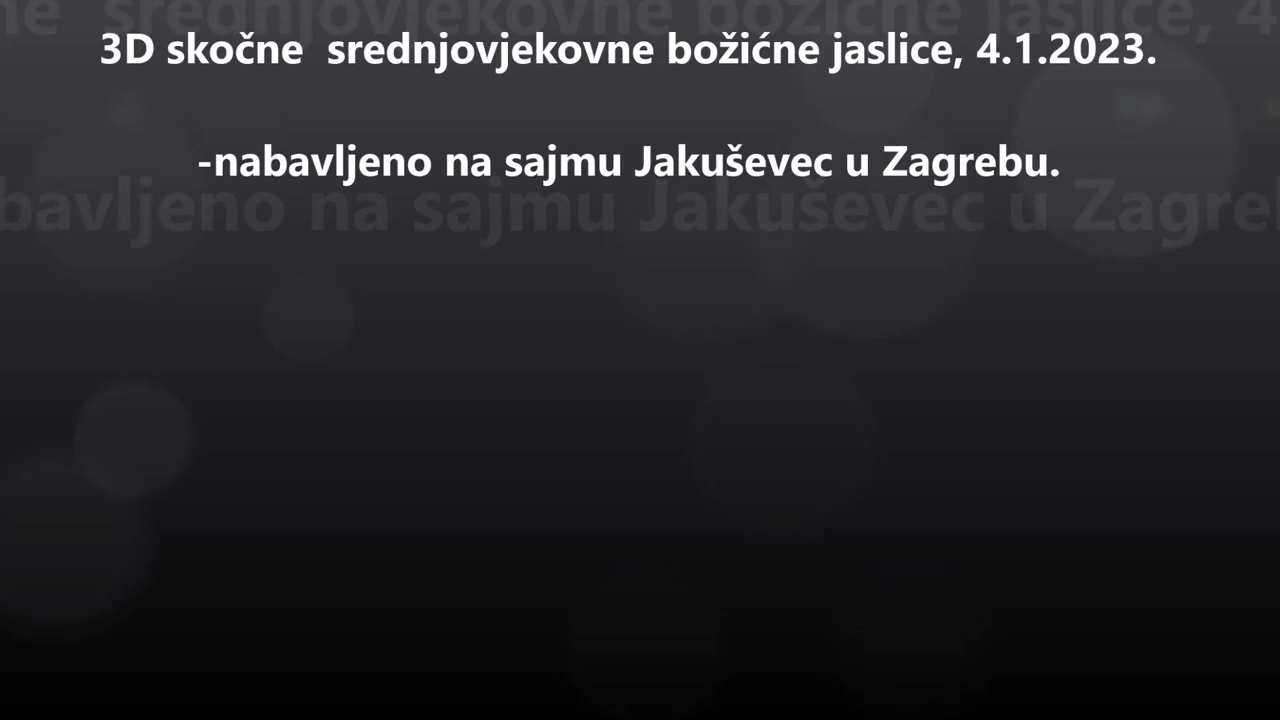 3D skočne  srednjovjekovne božićne jaslice, 4.1.2023.
-nabavljeno na sajmu Jakuševec u Zagrebu.